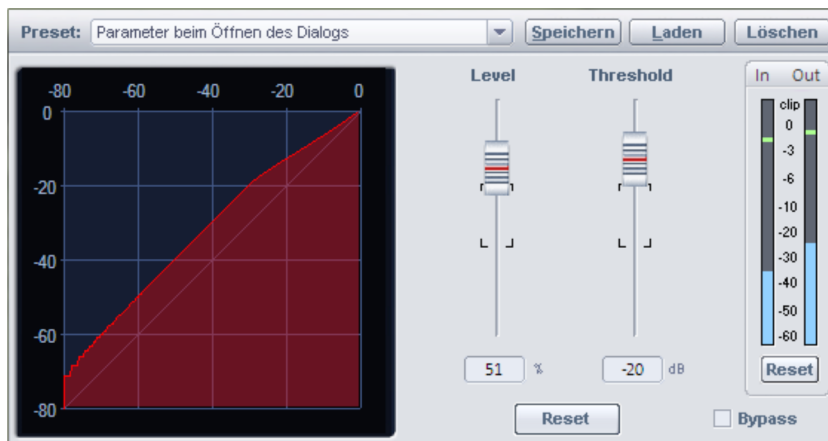 Preset: Parameter beim Öffnen des Dialogs Speichern Laden Löschen
-80 -60 -40 -20 0
0
-20
-40
-60
-80
Level Threshold
51 % -20 dB
Reset
In Out
clip
0
-3
-6
-10
-20
-30
-40
-50
-60
Reset
Bypass